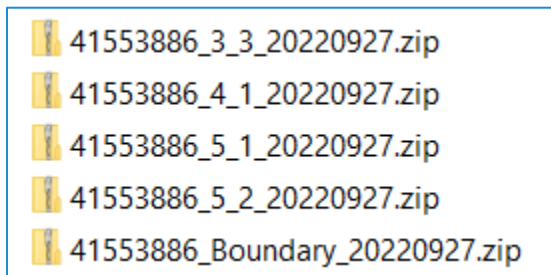 41553886_3_3_20220927.zip
41553886_4_1_20220927.zip
41553886_5_1_20220927.zip
41553886_5_2_20220927.zip
41553886_Boundary_20220927.zip